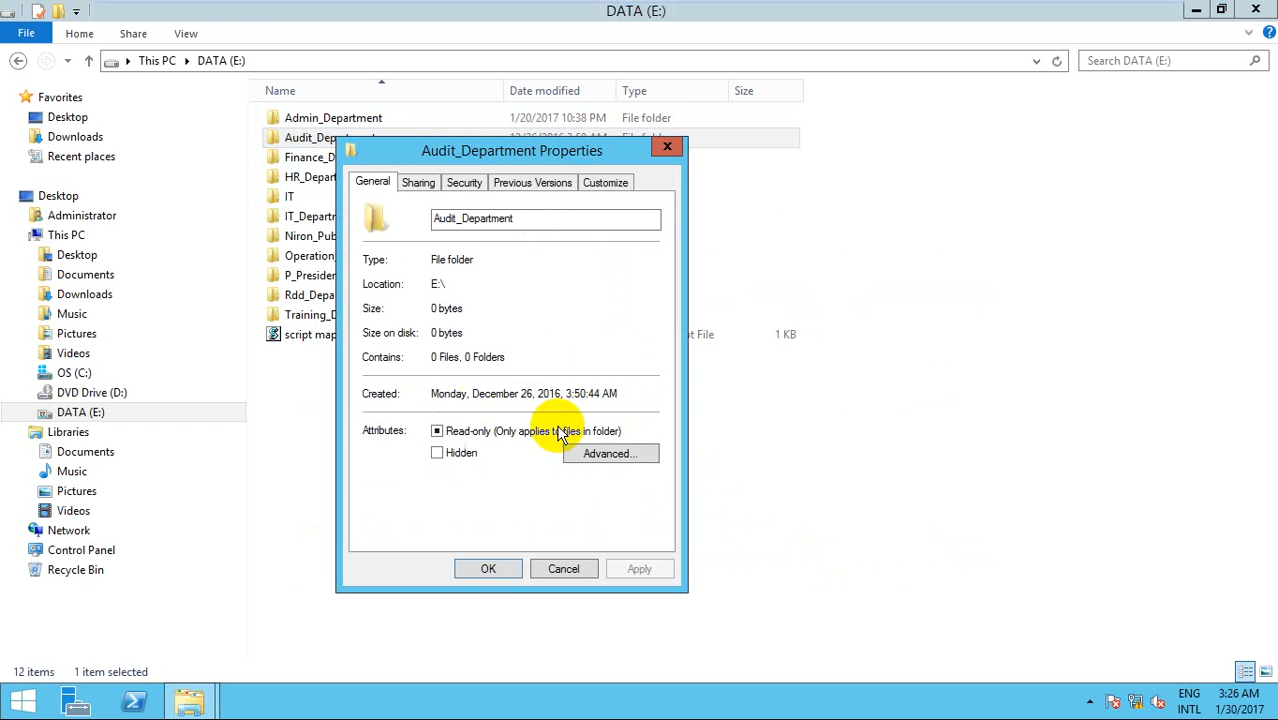 DATA (E:)
File Home Share View
This PC DATA (E:) Search DATA (E:)
Favorites
Desktop
Downloads
Recent places
Desktop
Administrator
This PC
Desktop
Documents
Downloads
Music
Pictures
Videos
OS (C:)
DVD Drive (D:)
DATA (E:)
Libraries
Documents
Music
Pictures
Videos
Network
Control Panel
Recycle Bin
Name Date modified Type Size
Admin_Department 1/20/2017 10:38 PM File folder
Audit_Department
Finance_D
HR_Depart
IT
IT_Departr
Niron_Pub
Operation_
P_Presider
Rdd_Depa
Training_D
script map 1 KB
Audit_Department Properties
General Sharing Security Previous Versions Customize
Audit_Department
Type: File folder
Location: E:\
Size: 0 bytes
Size on disk: 0 bytes
Contains: 0 Files, 0 Folders
Created: Monday, December 26, 2016, 3:50:44 AM
Attributes: Read-only (Only applies to files in folder)
Hidden Advanced...
OK Cancel Apply
12 items 1 item selected
ENG 3:26 AM
INTL 1/30/2017